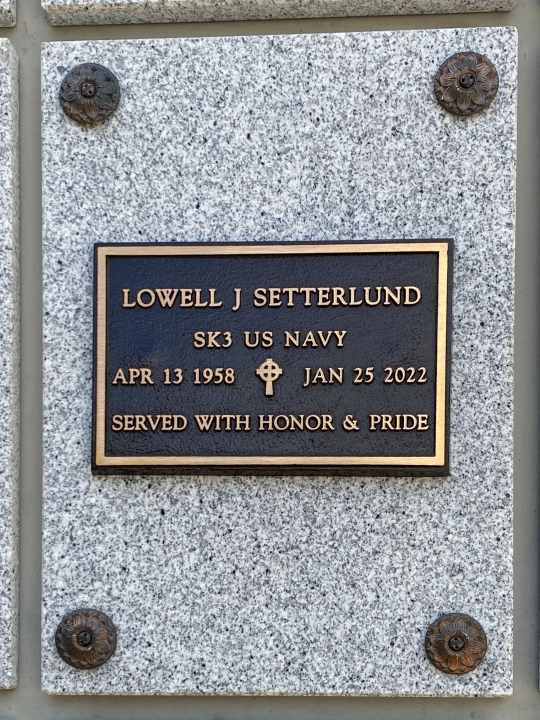 LOWELL J SETTERLUND
SK3 US NAVY
APR 13 1958 JAN 25 2022
SERVED WITH HONOR & PRIDE